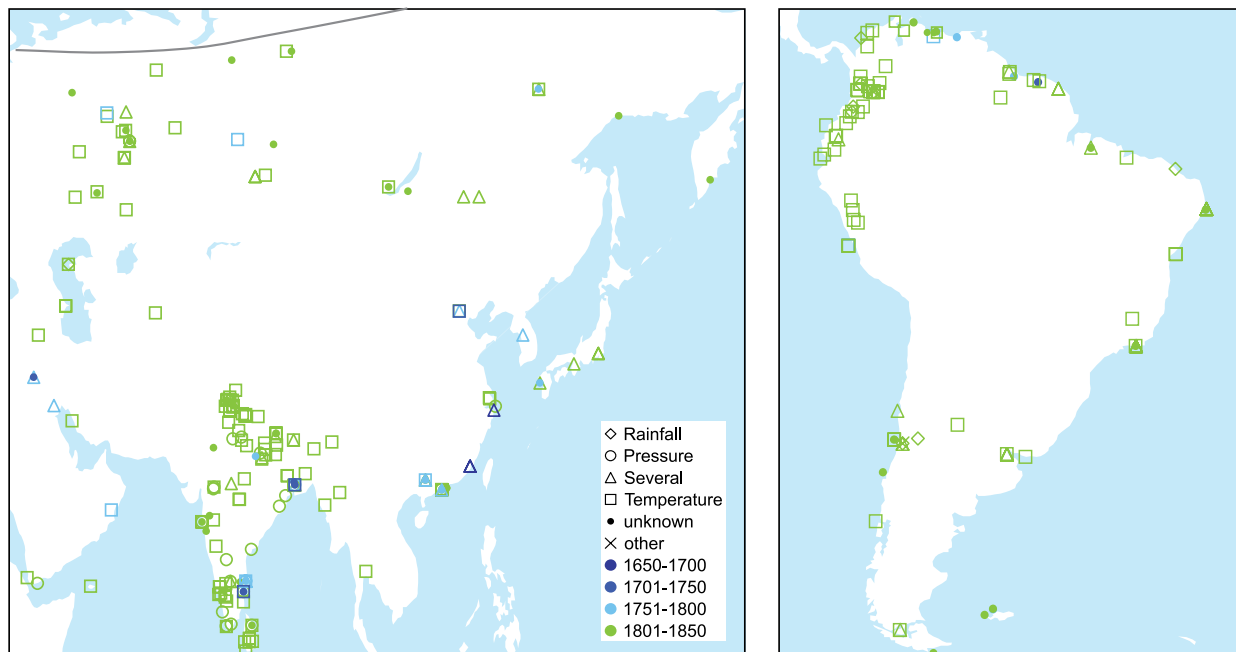 Rainfall
Pressure
Several
Temperature
unknown
other
1650-1700
1701-1750
1751-1800
1801-1850